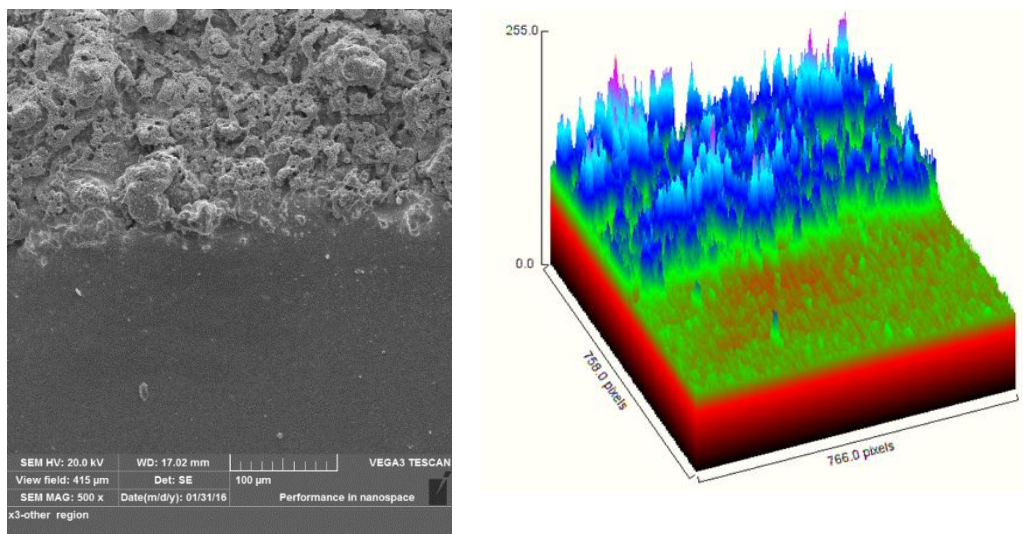 SEM HV: 20.0 kV WD: 17.02 mm VEGA3 TESCAN
View field: 415 µm Det: SE 100 µm
SEM MAG: 500 x Date(m/d/y): 01/31/16 Performance in nanospace
x3-other region
255.0
0.0
758.0 pixels
766.0 pixels